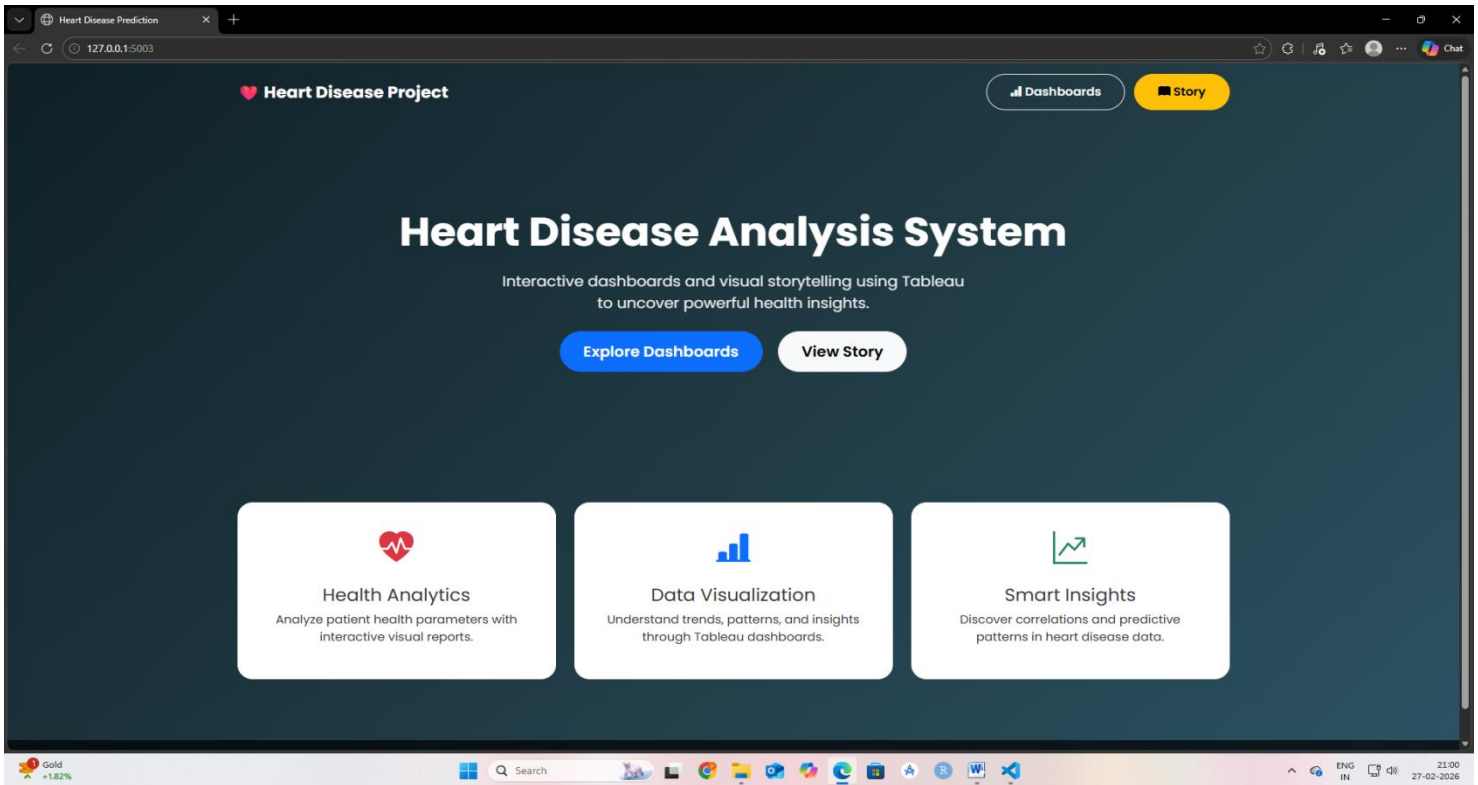 Heart Disease Prediction
127.0.0.1:5003
Chat
Heart Disease Project
Dashboards
Story
Heart Disease Analysis System
Interactive dashboards and visual storytelling using Tableau
to uncover powerful health insights.
Explore Dashboards
View Story
Health Analytics
Analyze patient health parameters with
interactive visual reports.
Data Visualization
Understand trends, patterns, and insights
through Tableau dashboards.
Smart Insights
Discover correlations and predictive
patterns in heart disease data.
1
Gold
+1.82%
Search
R
W
ENG
IN
21:00
27-02-2026